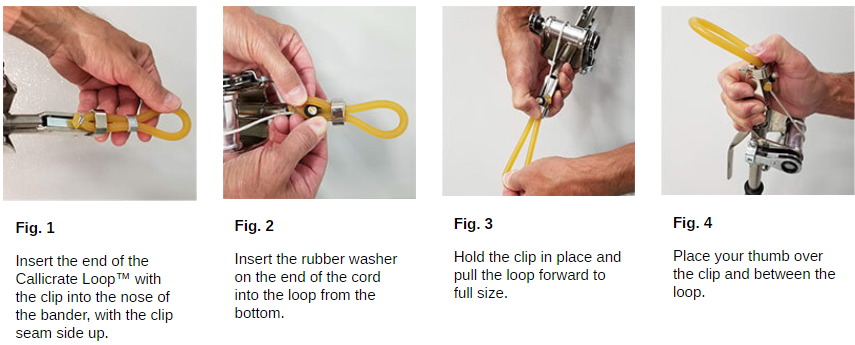 Fig. 1
Insert the end of the
Callicrate Loop™ with
the clip into the nose of
the bander, with the clip
seam side up.
Fig. 2
Insert the rubber washer
on the end of the cord
into the loop from the
bottom.
Fig. 3
Hold the clip in place and
pull the loop forward to
full size.
Fig. 4
Place your thumb over
the clip and between the
loop.